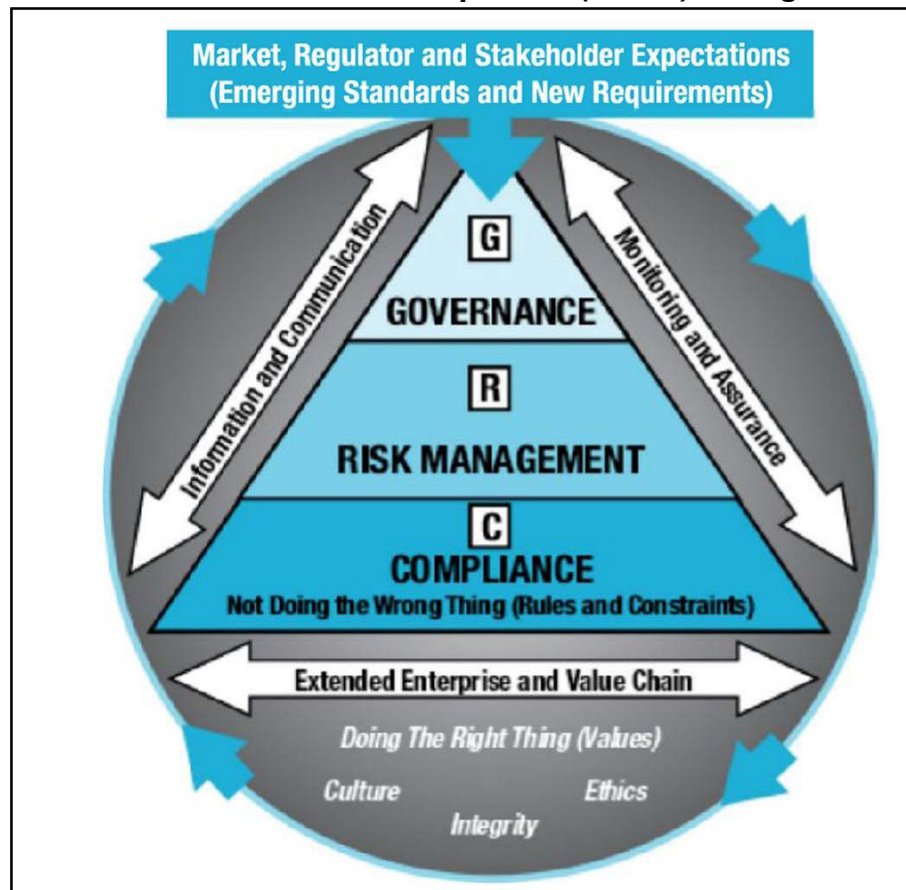 Market, Regulator and Stakeholder Expectations
(Emerging Standards and New Requirements)
Information and Communication
Monitoring and Assurance
G
GOVERNANCE
R
RISK MANAGEMENT
C
COMPLIANCE
Not Doing the Wrong Thing (Rules and Constraints)
Extended Enterprise and Value Chain
Doing The Right Thing (Values)
Culture
Ethics
Integrity